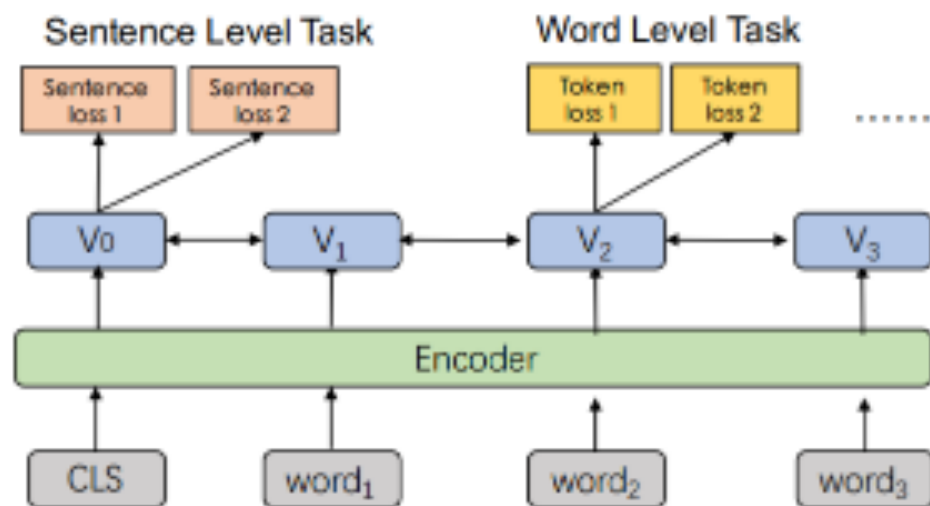 Sentence Level Task Word Level Task
Sentence loss 1 Sentence loss 2 Token loss 1 Token loss 2 ......
V0 V₁ V₂ V₃
Encoder
CLS word₁ word₂ word₃